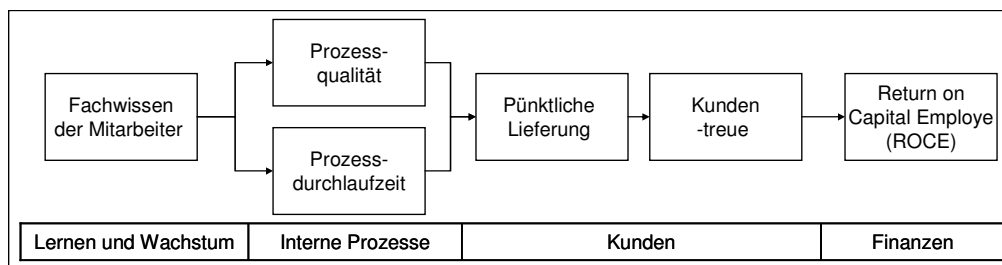 Fachwissen
der Mitarbeiter
Prozess-
qualität
Prozess-
durchlaufzeit
Pünktliche
Lieferung
Kunden
-treue
Return on
Capital Employe
(ROCE)
Lernen und Wachstum
Interne Prozesse
Kunden
Finanzen